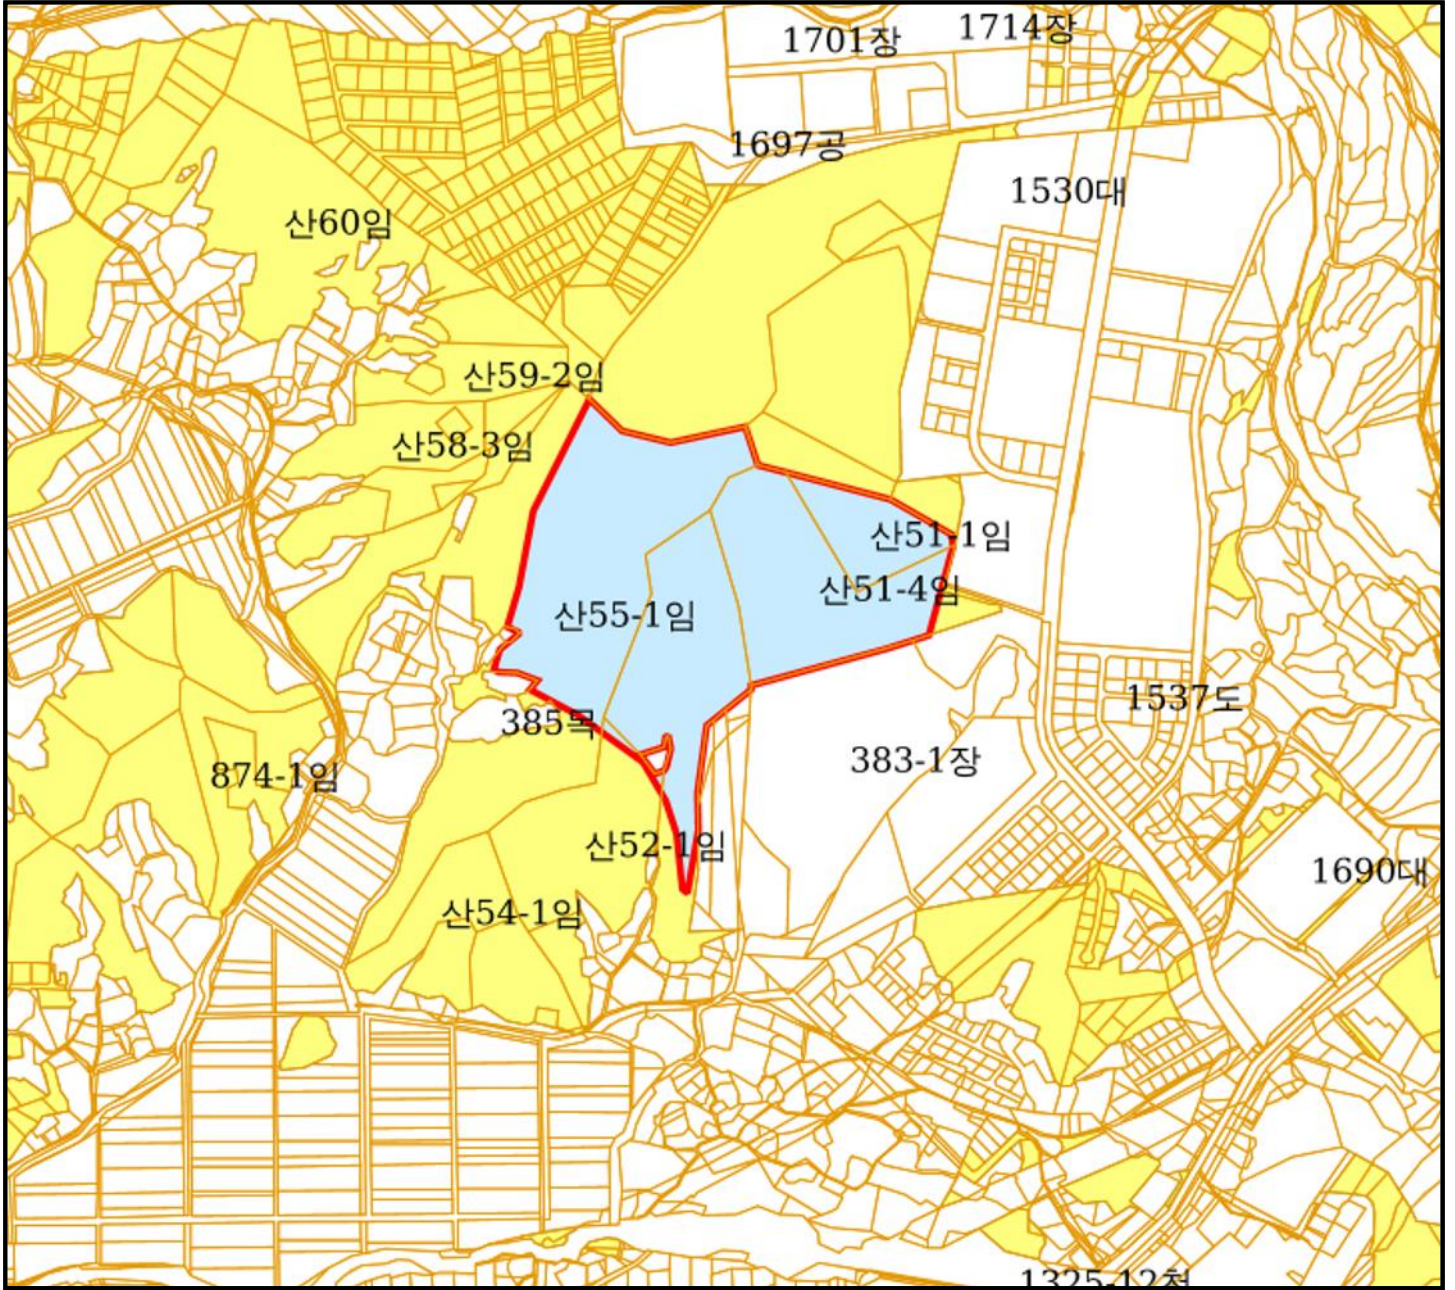 1701장
1714장
1697공
1530대
산60임
산59-2임
산58-3임
산51-1임
산51-4임
산55-1임
1537도
385목
383-1장
874-1임
산52-1임
1690대
산54-1임
1325-12천